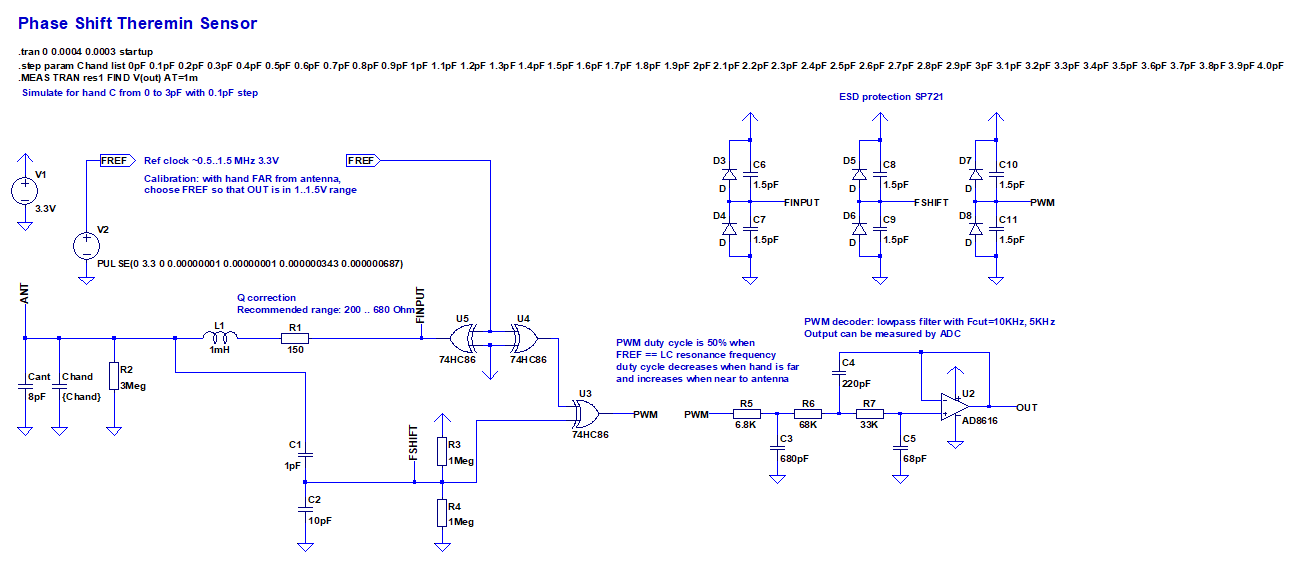 Phase Shift Theremin Sensor
.tran 0 0.0004 0.0003 startup
.step param Chand list 0pF 0.1pF 0.2pF 0.3pF 0.4pF 0.5pF 0.6pF 0.7pF 0.8pF 0.9pF 1pF 1.1pF 1.2pF 1.3pF 1.4pF 1.5pF 1.6pF 1.7pF 1.8pF 1.9pF 2pF 2.1pF 2.2pF 2.3pF 2.4pF 2.5pF 2.6pF 2.7pF 2.8pF 2.9pF 3pF 3.1pF 3.2pF 3.3pF 3.4pF 3.5pF 3.6pF 3.7pF 3.8pF 3.9pF 4.0pF
.MEAS TRAN res1 FIND V(out) AT=1m
Simulate for hand C from 0 to 3pF with 0.1pF step
ESD protection SP721
V1
3.3V
FREF
Ref clock ~0.5..1.5 MHz 3.3V
Calibration: with hand FAR from antenna,
choose FREF so that OUT is in 1..1.5V range
FREF
V2
PULSE(0 3.3 0 0.00000001 0.00000001 0.000000343 0.000000687)
D3
D
C6
1.5pF
FINPUT
D4
D
C7
1.5pF
D5
D
C8
1.5pF
FSHIFT
D6
D
C9
1.5pF
D7
D
C10
1.5pF
PWM
D8
D
C11
1.5pF
ANT
Q correction
Recommended range: 200 .. 680 Ohm
FINPUT
L1
1mH
R1
150
U5
74HC86
U4
74HC86
Cant
8pF
Chand
{Chand}
R2
3Meg
C1
1pF
C2
10pF
FSHIFT
R3
1Meg
R4
1Meg
U3
74HC86
PWM
PWM duty cycle is 50% when
FREF == LC resonance frequency
duty cycle decreases when hand is far
and increases when near to antenna
PWM decoder: lowpass filter with Fcut=10KHz, 5KHz
Output can be measured by ADC
PWM
R5
6.8K
C3
680pF
R6
68K
C4
220pF
R7
33K
C5
68pF
U2
AD8616
OUT